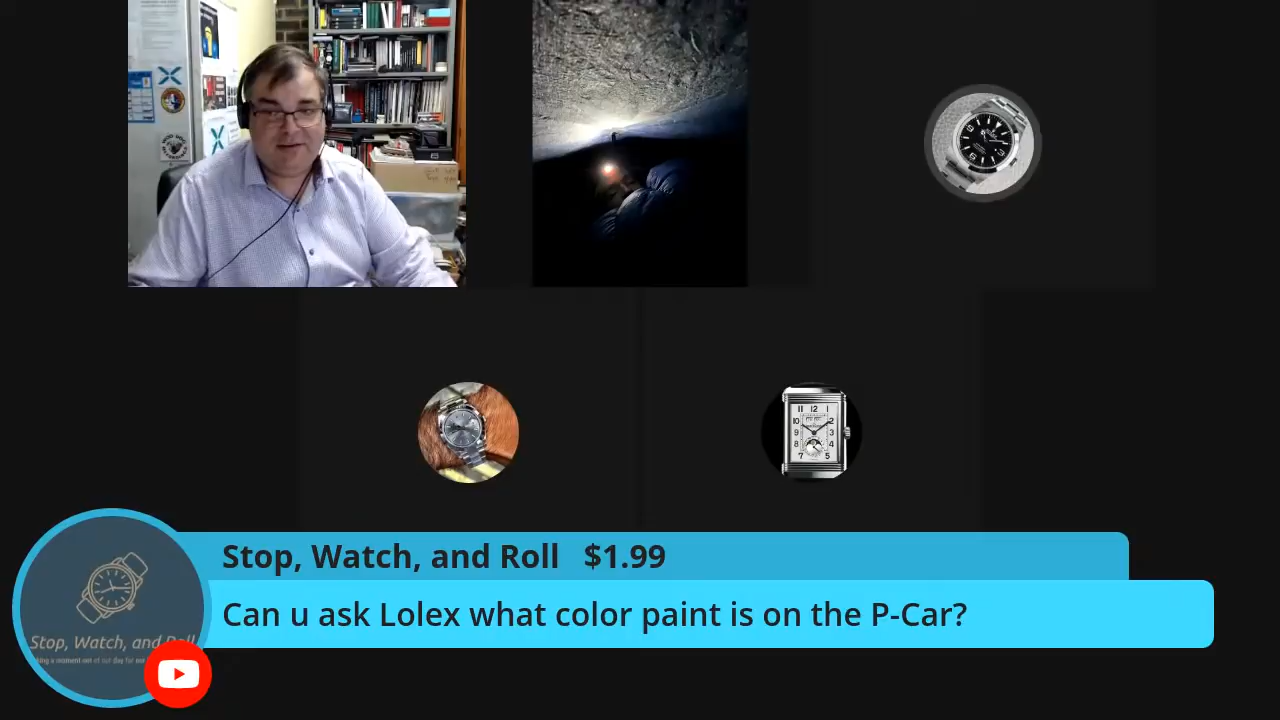 Stop, Watch, and Roll $1.99
Can u ask Lolex what color paint is on the P-Car?
Stop, Watch, and Roll